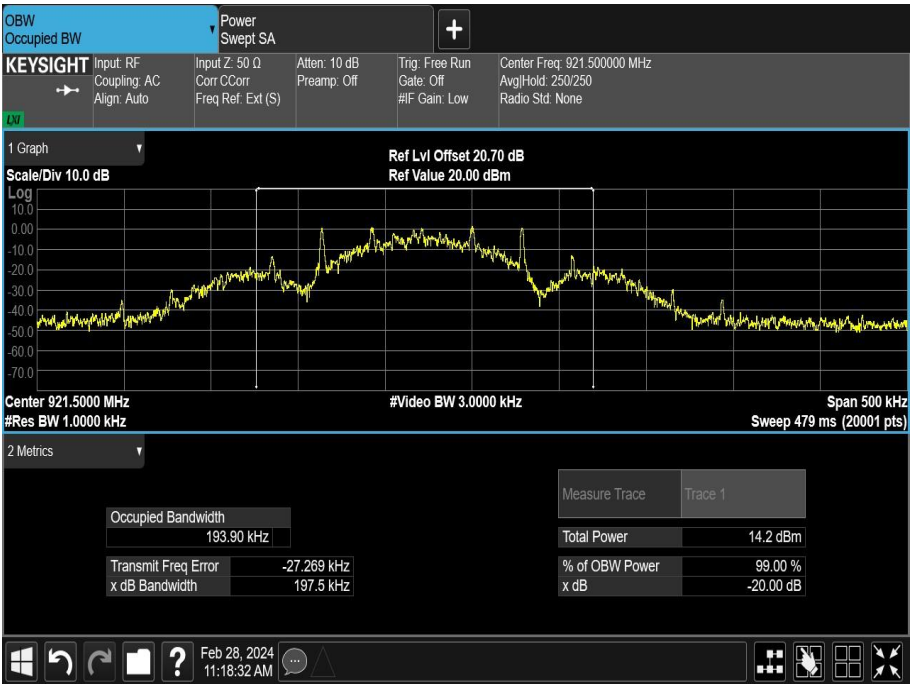 OBW
Occupied BW
Power
Swept SA
+
KEYSIGHT
Input: RF
Coupling: AC
Align: Auto
Input Z: 50 Ω
Corr CCorr
Freq Ref: Ext (S)
Atten: 10 dB
Preamp: Off
Trig: Free Run
Gate: Off
#IF Gain: Low
Center Freq: 921.500000 MHz
Avg|Hold: 250/250
Radio Std: None
LXI
1 Graph
Ref Lvl Offset 20.70 dB
Scale/Div 10.0 dB
Ref Value 20.00 dBm
Log
10.0
0.00
-10.0
-20.0
-30.0
-40.0
-50.0
-60.0
-70.0
Center 921.5000 MHz
#Video BW 3.0000 kHz
Span 500 kHz
#Res BW 1.0000 kHz
Sweep 479 ms (20001 pts)
2 Metrics
Measure Trace Trace 1
Occupied Bandwidth
193.90 kHz
Total Power 14.2 dBm
Transmit Freq Error -27.269 kHz
% of OBW Power 99.00 %
x dB Bandwidth 197.5 kHz
x dB -20.00 dB
?
Feb 28, 2024
11:18:32 AM